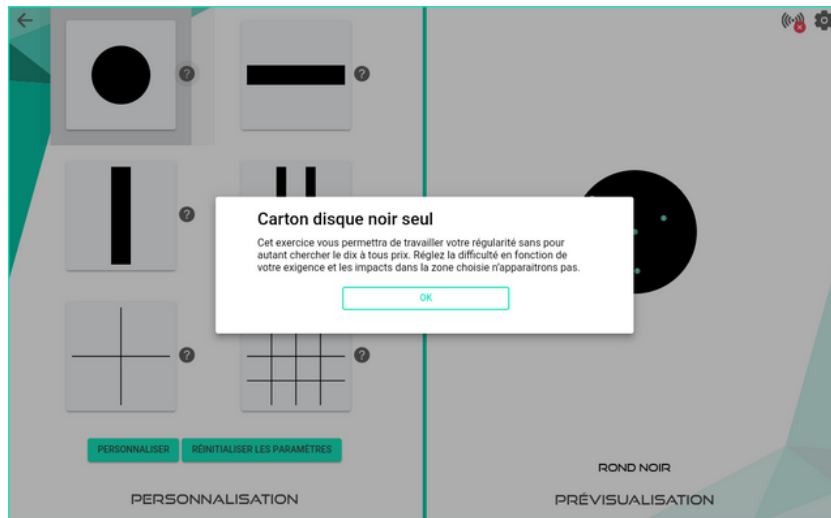 Carton disque noir seul
Cet exercice vous permettra de travailler votre régularité sans pour
autant chercher le dix à tous prix. Réglez la difficulté en fonction de
votre exigence et les impacts dans la zone choisie n'apparaitrons pas.
OK
PERSONNALISER
RÉINITIALISER LES PARAMÈTRES
PERSONNALISATION
ROND NOIR
PRÉVISUALISATION